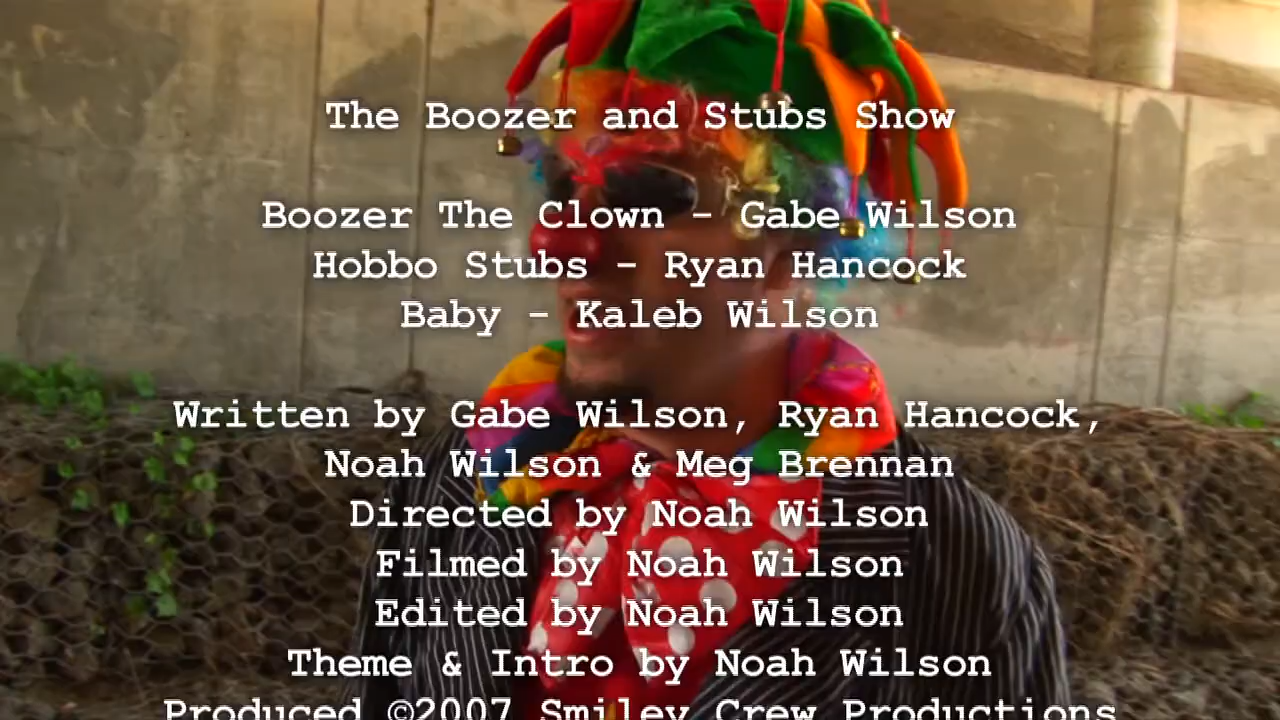 The Boozer and Stubs Show
Boozer The Clown - Gabe Wilson
Hobbo Stubs - Ryan Hancock
Baby - Kaleb Wilson
Written by Gabe Wilson, Ryan Hancock,
Noah Wilson & Meg Brennan
Directed by Noah Wilson
Filmed by Noah Wilson
Edited by Noah Wilson
Theme & Intro by Noah Wilson
Produced ©2007 Smiley Crew Productions